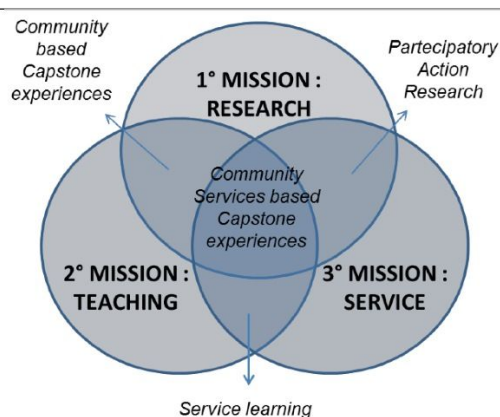 Community
based
Capstone
experiences
Partecipatory
Action
Research
1° MISSION :
RESEARCH
Community
Services based
Capstone
experiences
2° MISSION :
TEACHING
3° MISSION :
SERVICE
Service learning